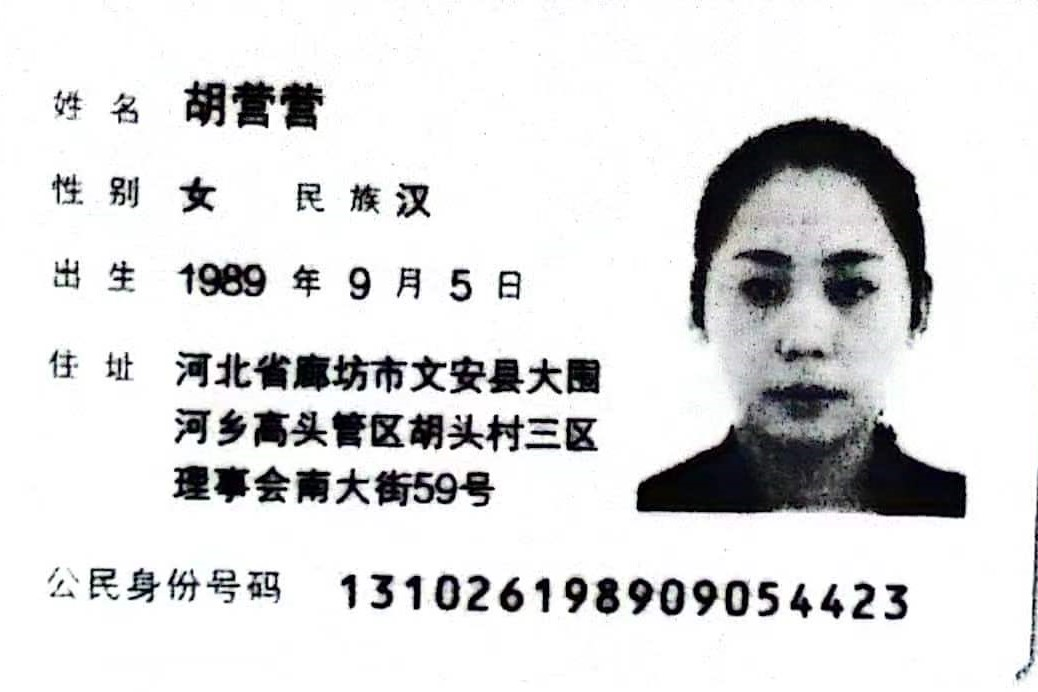 姓名 胡营营
性别 女 民族 汉
出生 1989 年 9 月 5 日
住址 河北省廊坊市文安县大围
河乡高头管区胡头村三区
理事会南大街59号
公民身份号码 131026198909054423